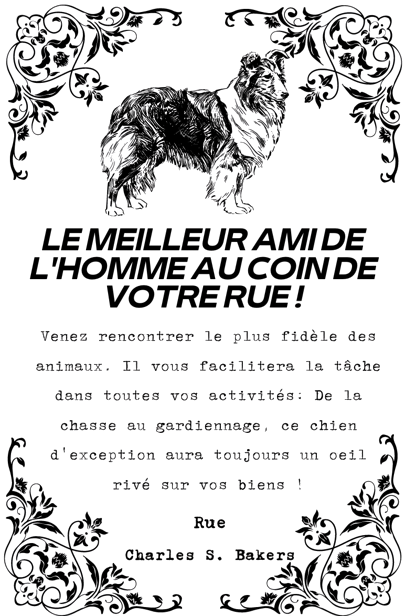 LE MEILLEUR AMI DE
L'HOMME AU COIN DE
VOTRE RUE !
Venez rencontrer le plus fidèle des
animaux. Il vous facilitera la tâche
dans toutes vos activités: De la
chasse au gardiennage, ce chien
d'exception aura toujours un oeil
rivé sur vos biens !
Rue
Charles S. Bakers